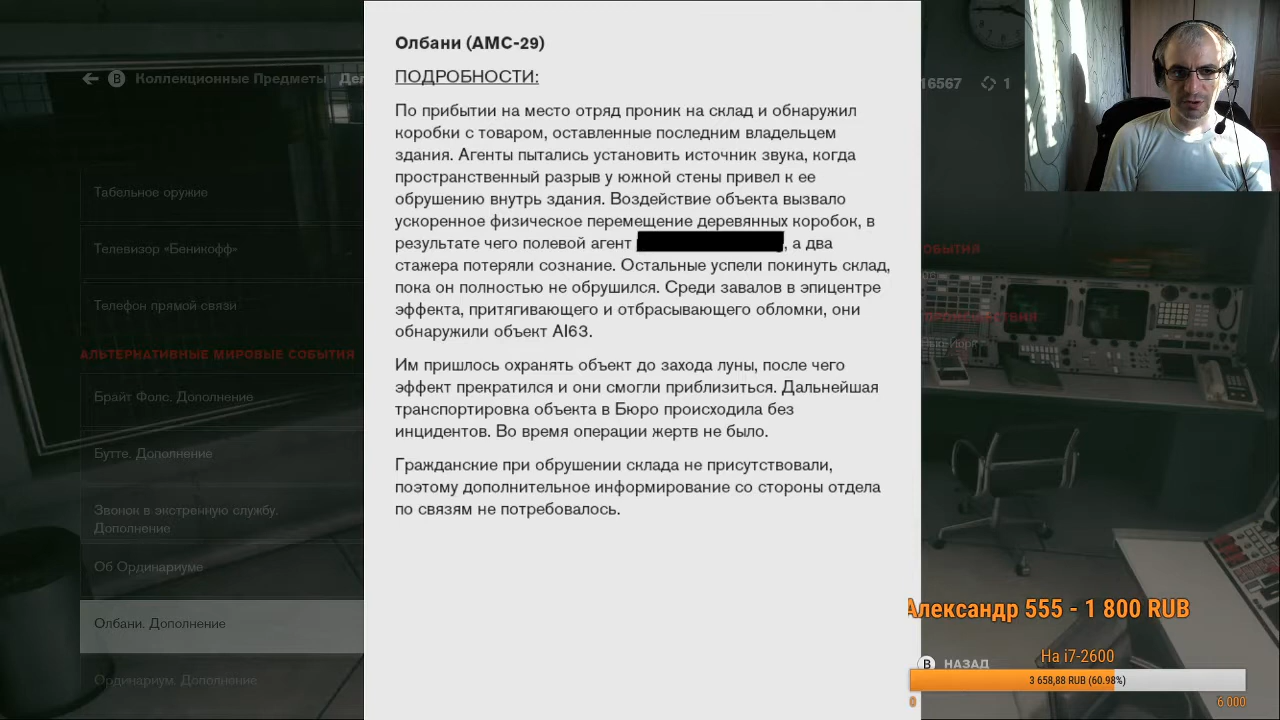 Олбани (АМС-29)
ПОДРОБНОСТИ:
По прибытии на место отряд проник на склад и обнаружил
коробки с товаром, оставленные последним владельцем
здания. Агенты пытались установить источник звука, когда
пространственный разрыв у южной стены привел к ее
обрушению внутрь здания. Воздействие объекта вызвало
ускоренное физическое перемещение деревянных коробок, в
результате чего полевой агент , а два
стажера потеряли сознание. Остальные успели покинуть склад,
пока он полностью не обрушился. Среди завалов в эпицентре
эффекта, притягивающего и отбрасывающего обломки, они
обнаружили объект AI63.
Им пришлось охранять объект до захода луны, после чего
эффект прекратился и они смогли приблизиться. Дальнейшая
транспортировка объекта в Бюро происходила без
инцидентов. Во время операции жертв не было.
Гражданские при обрушении склада не присутствовали,
поэтому дополнительное информирование со стороны отдела
по связям не потребовалось.
B Коллекционные Предметы
16567 1
Табельное оружие
Телевизор «Беникофф»
Телефон прямой связи
АЛЬТЕРНАТИВНЫЕ МИРОВЫЕ СОБЫТИЯ
Брайт Фолс. Дополнение
Бутте. Дополнение
Звонок в экстренную службу.
Дополнение
Об Ординариуме
Олбани. Дополнение
Ординариум. Дополнение
Александр 555 - 1 800 RUB
B НАЗАД
На i7-2600
3 658,88 RUB (60.98%)
0 6 000